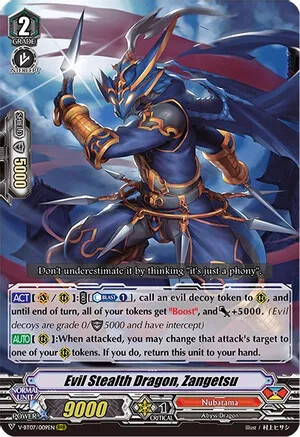 2
GRADE
INTERCEPT
SHIELD
5000
Don't underestimate it by thinking "it's just a phony".
ACT 1 : BLAST 1 , call an evil decoy token to , and
until end of turn, all of your tokens get "Boost", and +5000. (Evil
decoys are grade 0/ 5000 and have intercept)
AUTO :When attacked, you may change that attack's target to
one of your tokens on . If you do, return this unit to your hand.
Evil Stealth Dragon, Zangetsu
NORMAL
UNIT
Nubatama
POWER
9000
1
CRITICAL
Abyss Dragon
V-BT07/009EN RRR
Illust / 村上ヒサシ